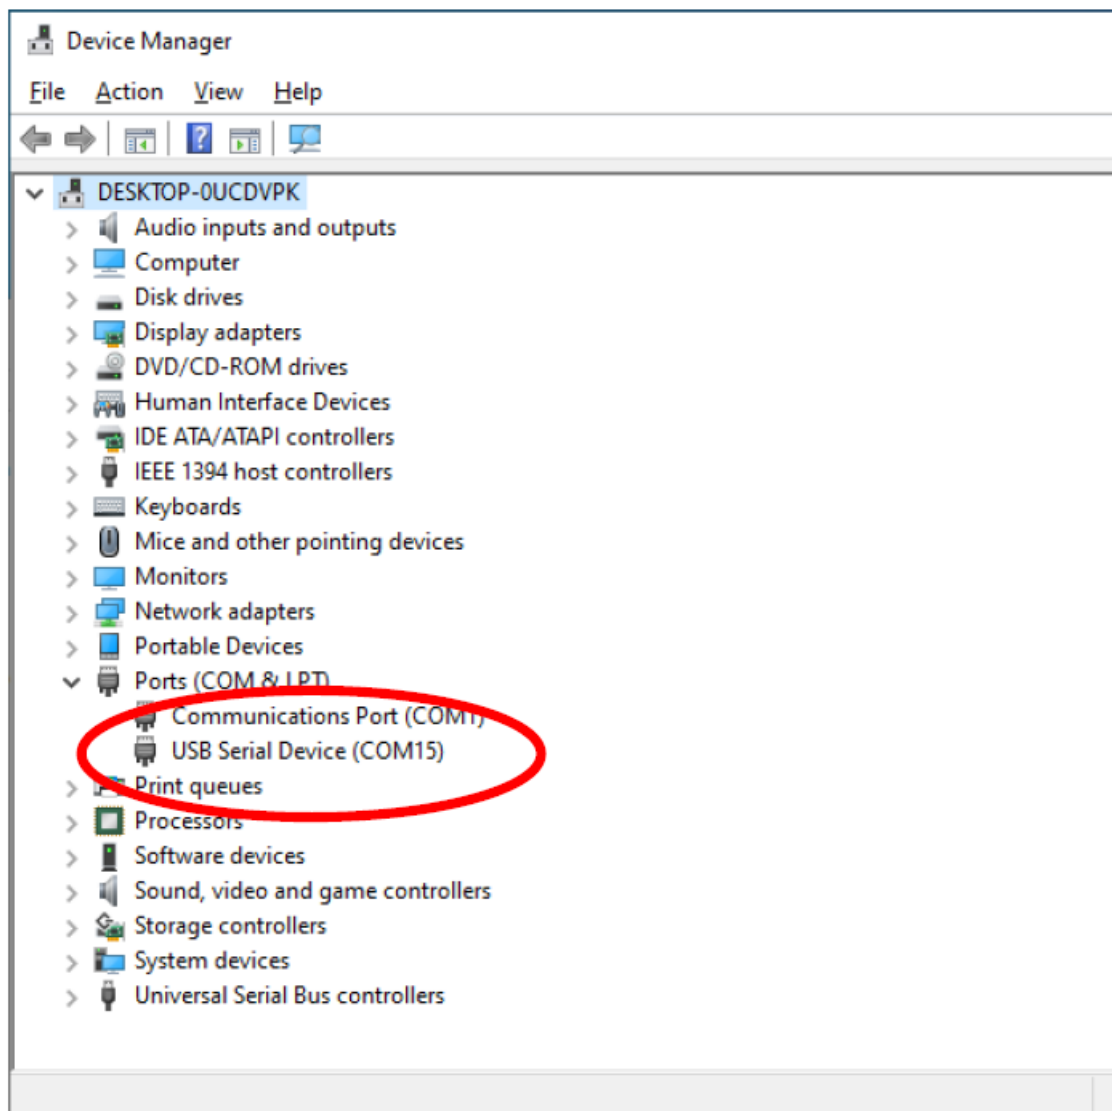 Device Manager
File Action View Help
DESKTOP-0UCDVPK
Audio inputs and outputs
Computer
Disk drives
Display adapters
DVD/CD-ROM drives
Human Interface Devices
IDE ATA/ATAPI controllers
IEEE 1394 host controllers
Keyboards
Mice and other pointing devices
Monitors
Network adapters
Portable Devices
Ports (COM & LPT)
Communications Port (COM1)
USB Serial Device (COM15)
Print queues
Processors
Software devices
Sound, video and game controllers
Storage controllers
System devices
Universal Serial Bus controllers